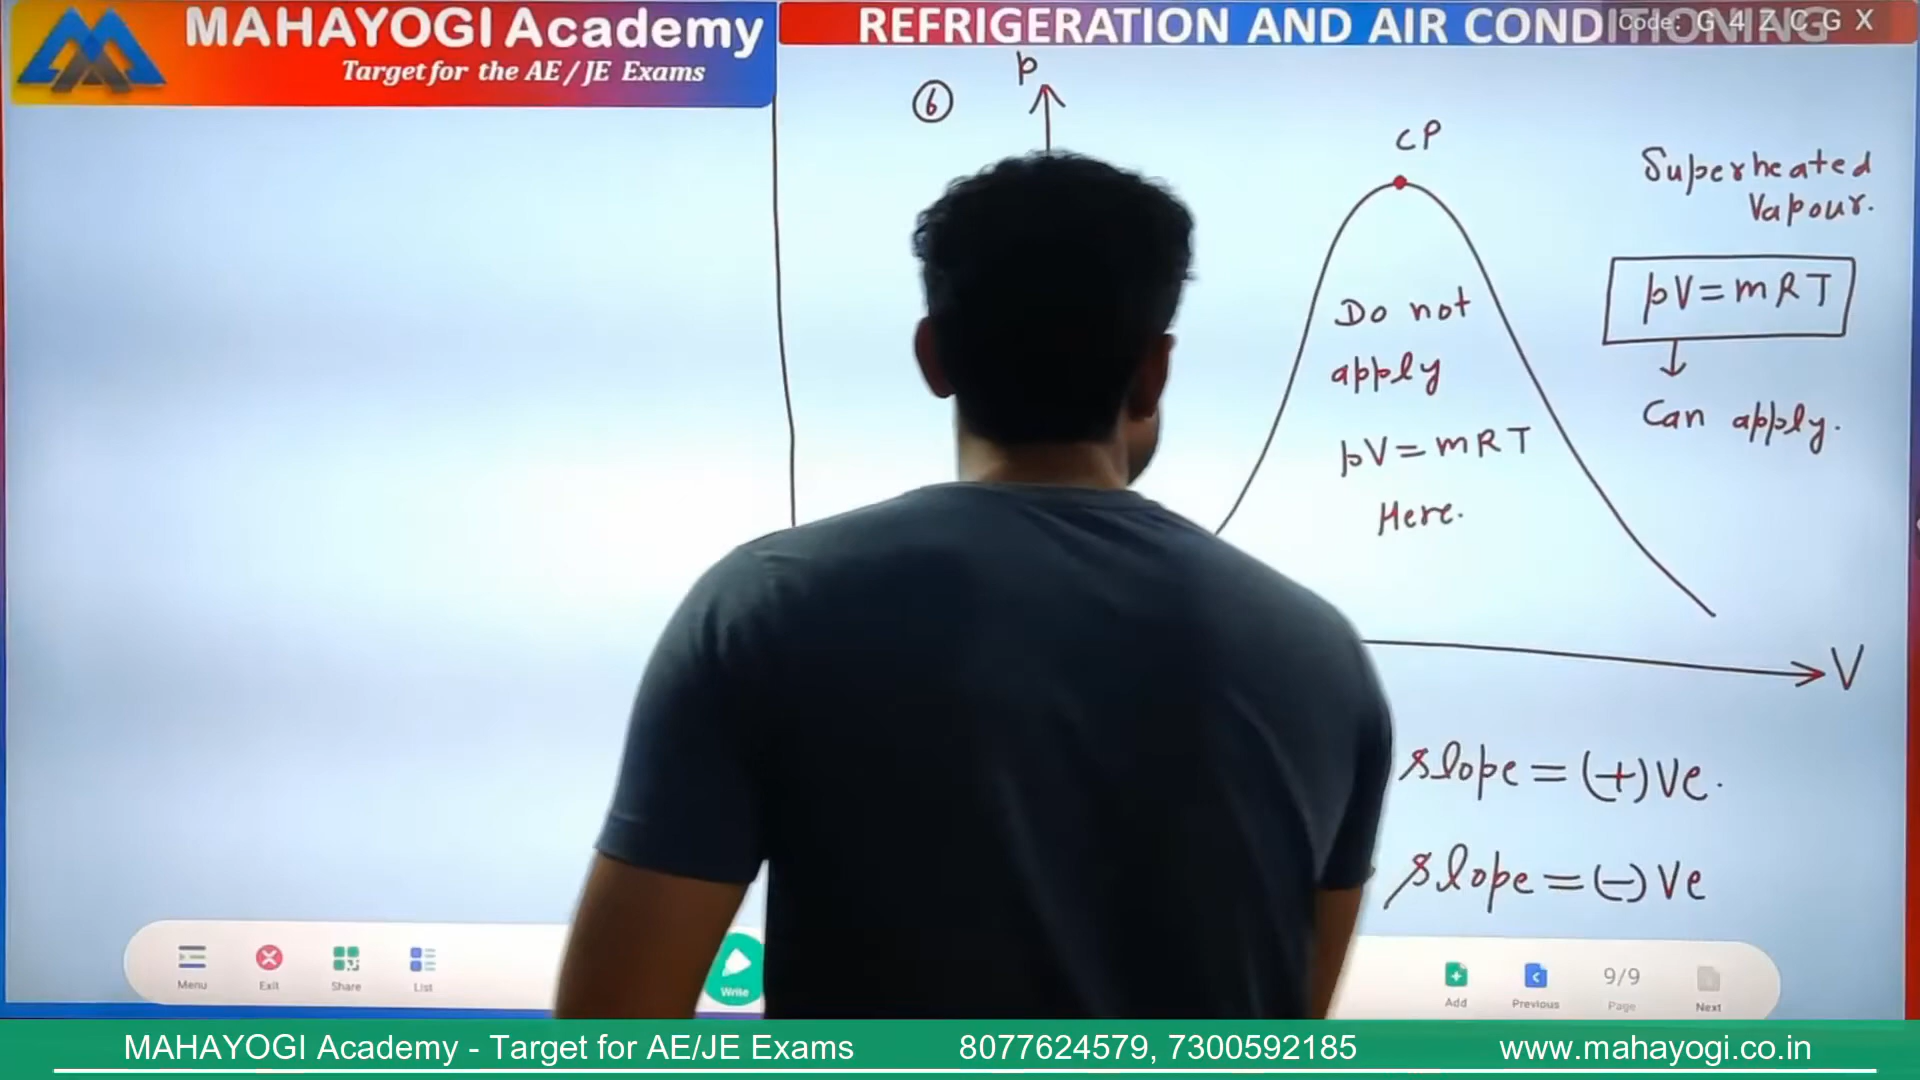 MAHAYOGI Academy
Target for the AE / JE Exams
REFRIGERATION AND AIR CONDITIONING
Code: G 4 Z C G X
6
p
CP
Superheated
Vapour.
pV = mRT
Can apply.
Do not
apply
pV = mRT
Here.
V
slope = (+)ve.
slope = (-)ve
Menu
Exit
Share
List
Write
Add
Previous
9/9
Page
Next
MAHAYOGI Academy - Target for AE/JE Exams
8077624579, 7300592185
www.mahayogi.co.in